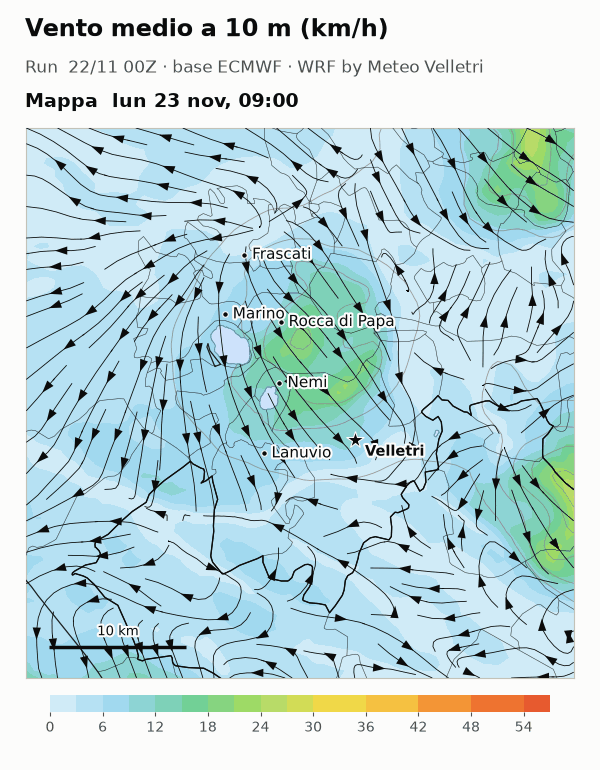 Vento medio a 10 m (km/h)
Run 22/11 00Z · base ECMWF · WRF by Meteo Velletri
Mappa lun 23 nov, 09:00
Frascati
Marino
Rocca di Papa
Nemi
Lanuvio
Velletri
10 km
0 6 12 18 24 30 36 42 48 54